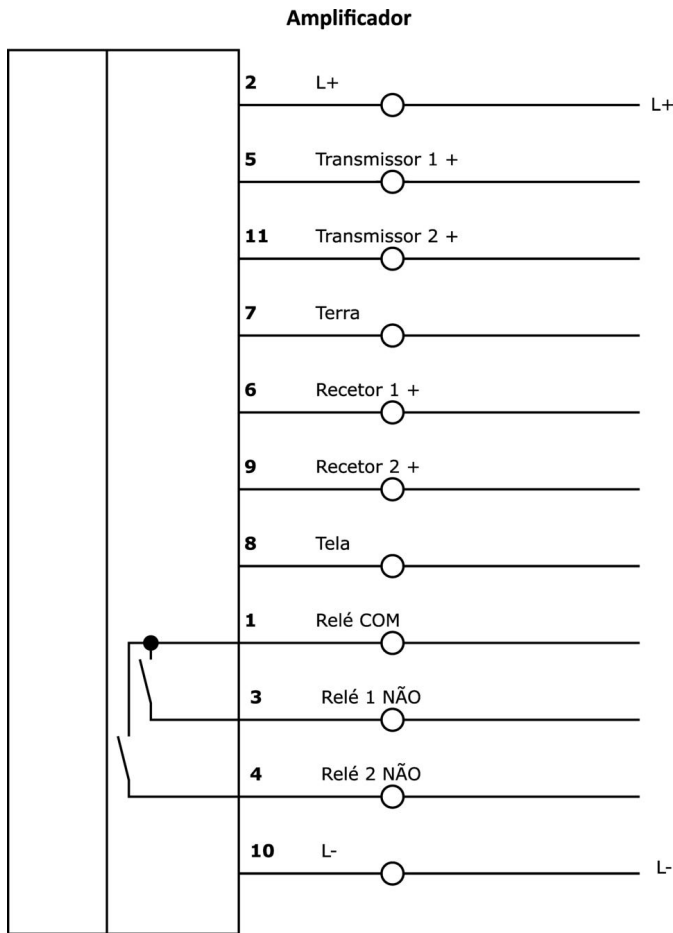 Amplificador
2 L+
L+
5 Transmissor 1 +
11 Transmissor 2 +
7 Terra
6 Recetor 1 +
9 Recetor 2 +
8 Tela
1 Relé COM
3 Relé 1 NÃO
4 Relé 2 NÃO
10 L-
L-